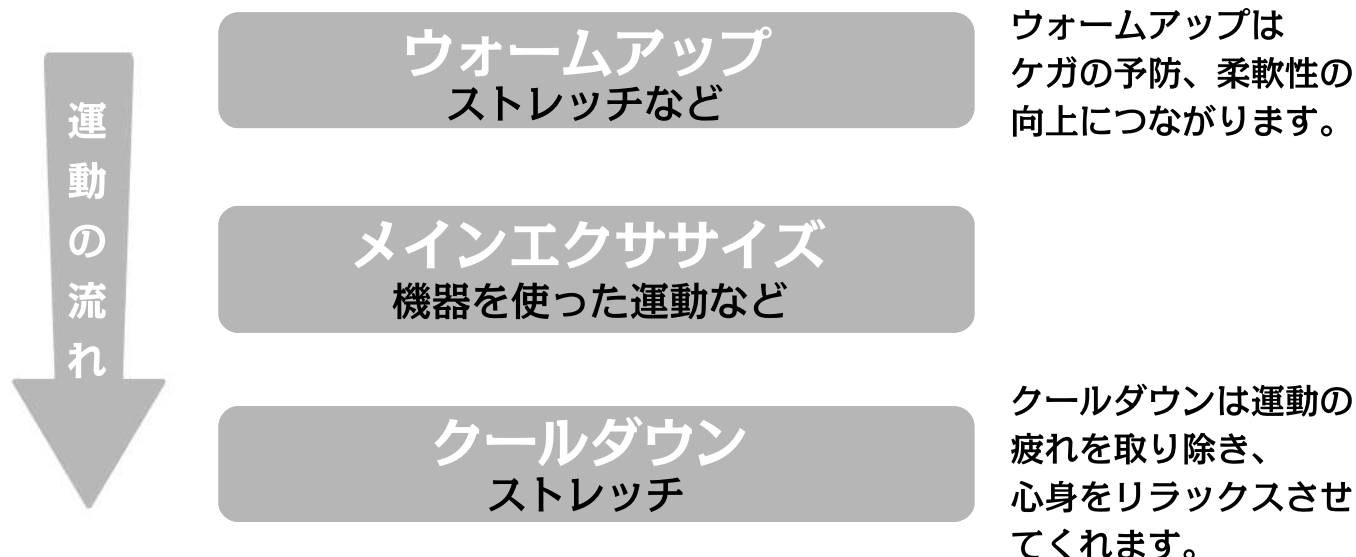 運動の流れ
ウォームアップ
ストレッチなど
ウォームアップは
ケガの予防、柔軟性の
向上につながります。
メインエクササイズ
機器を使った運動など
クールダウン
ストレッチ
クールダウンは運動の
疲れを取り除き、
心身をリラックスさせ
てくれます。